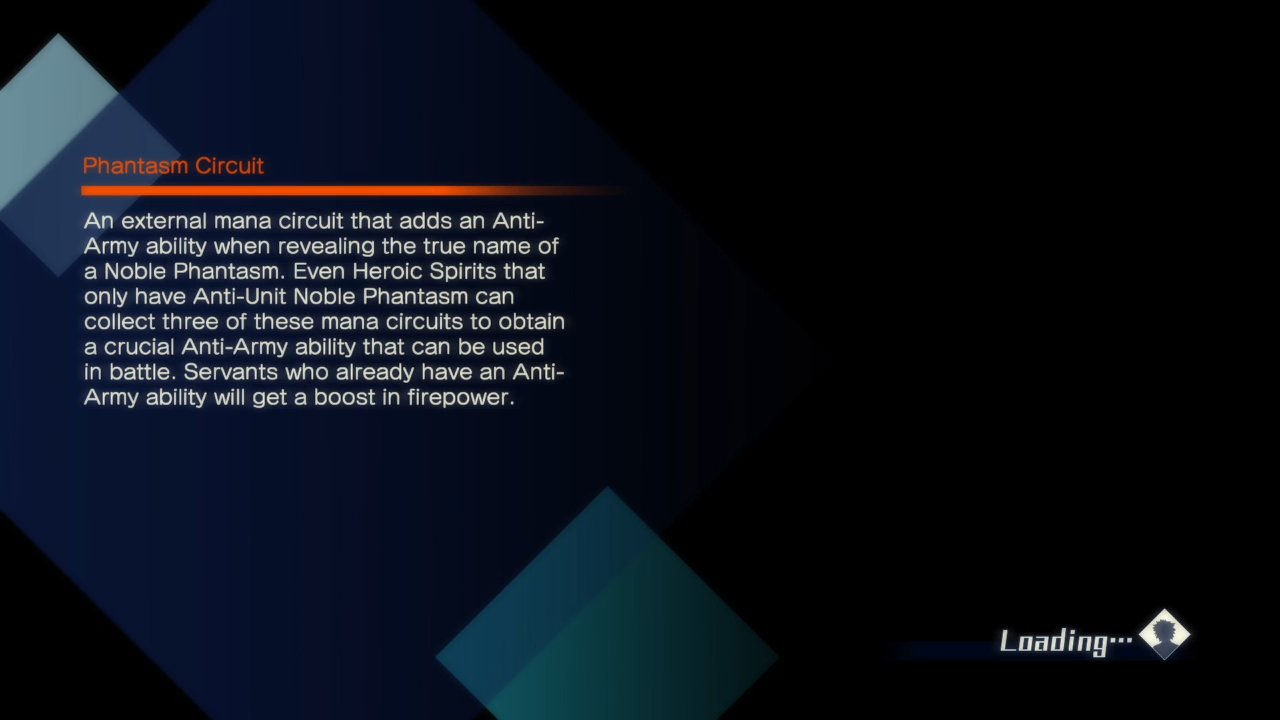 Phantasm Circuit
An external mana circuit that adds an Anti-
Army ability when revealing the true name of
a Noble Phantasm. Even Heroic Spirits that
only have Anti-Unit Noble Phantasm can
collect three of these mana circuits to obtain
a crucial Anti-Army ability that can be used
in battle. Servants who already have an Anti-
Army ability will get a boost in firepower.
Loading…